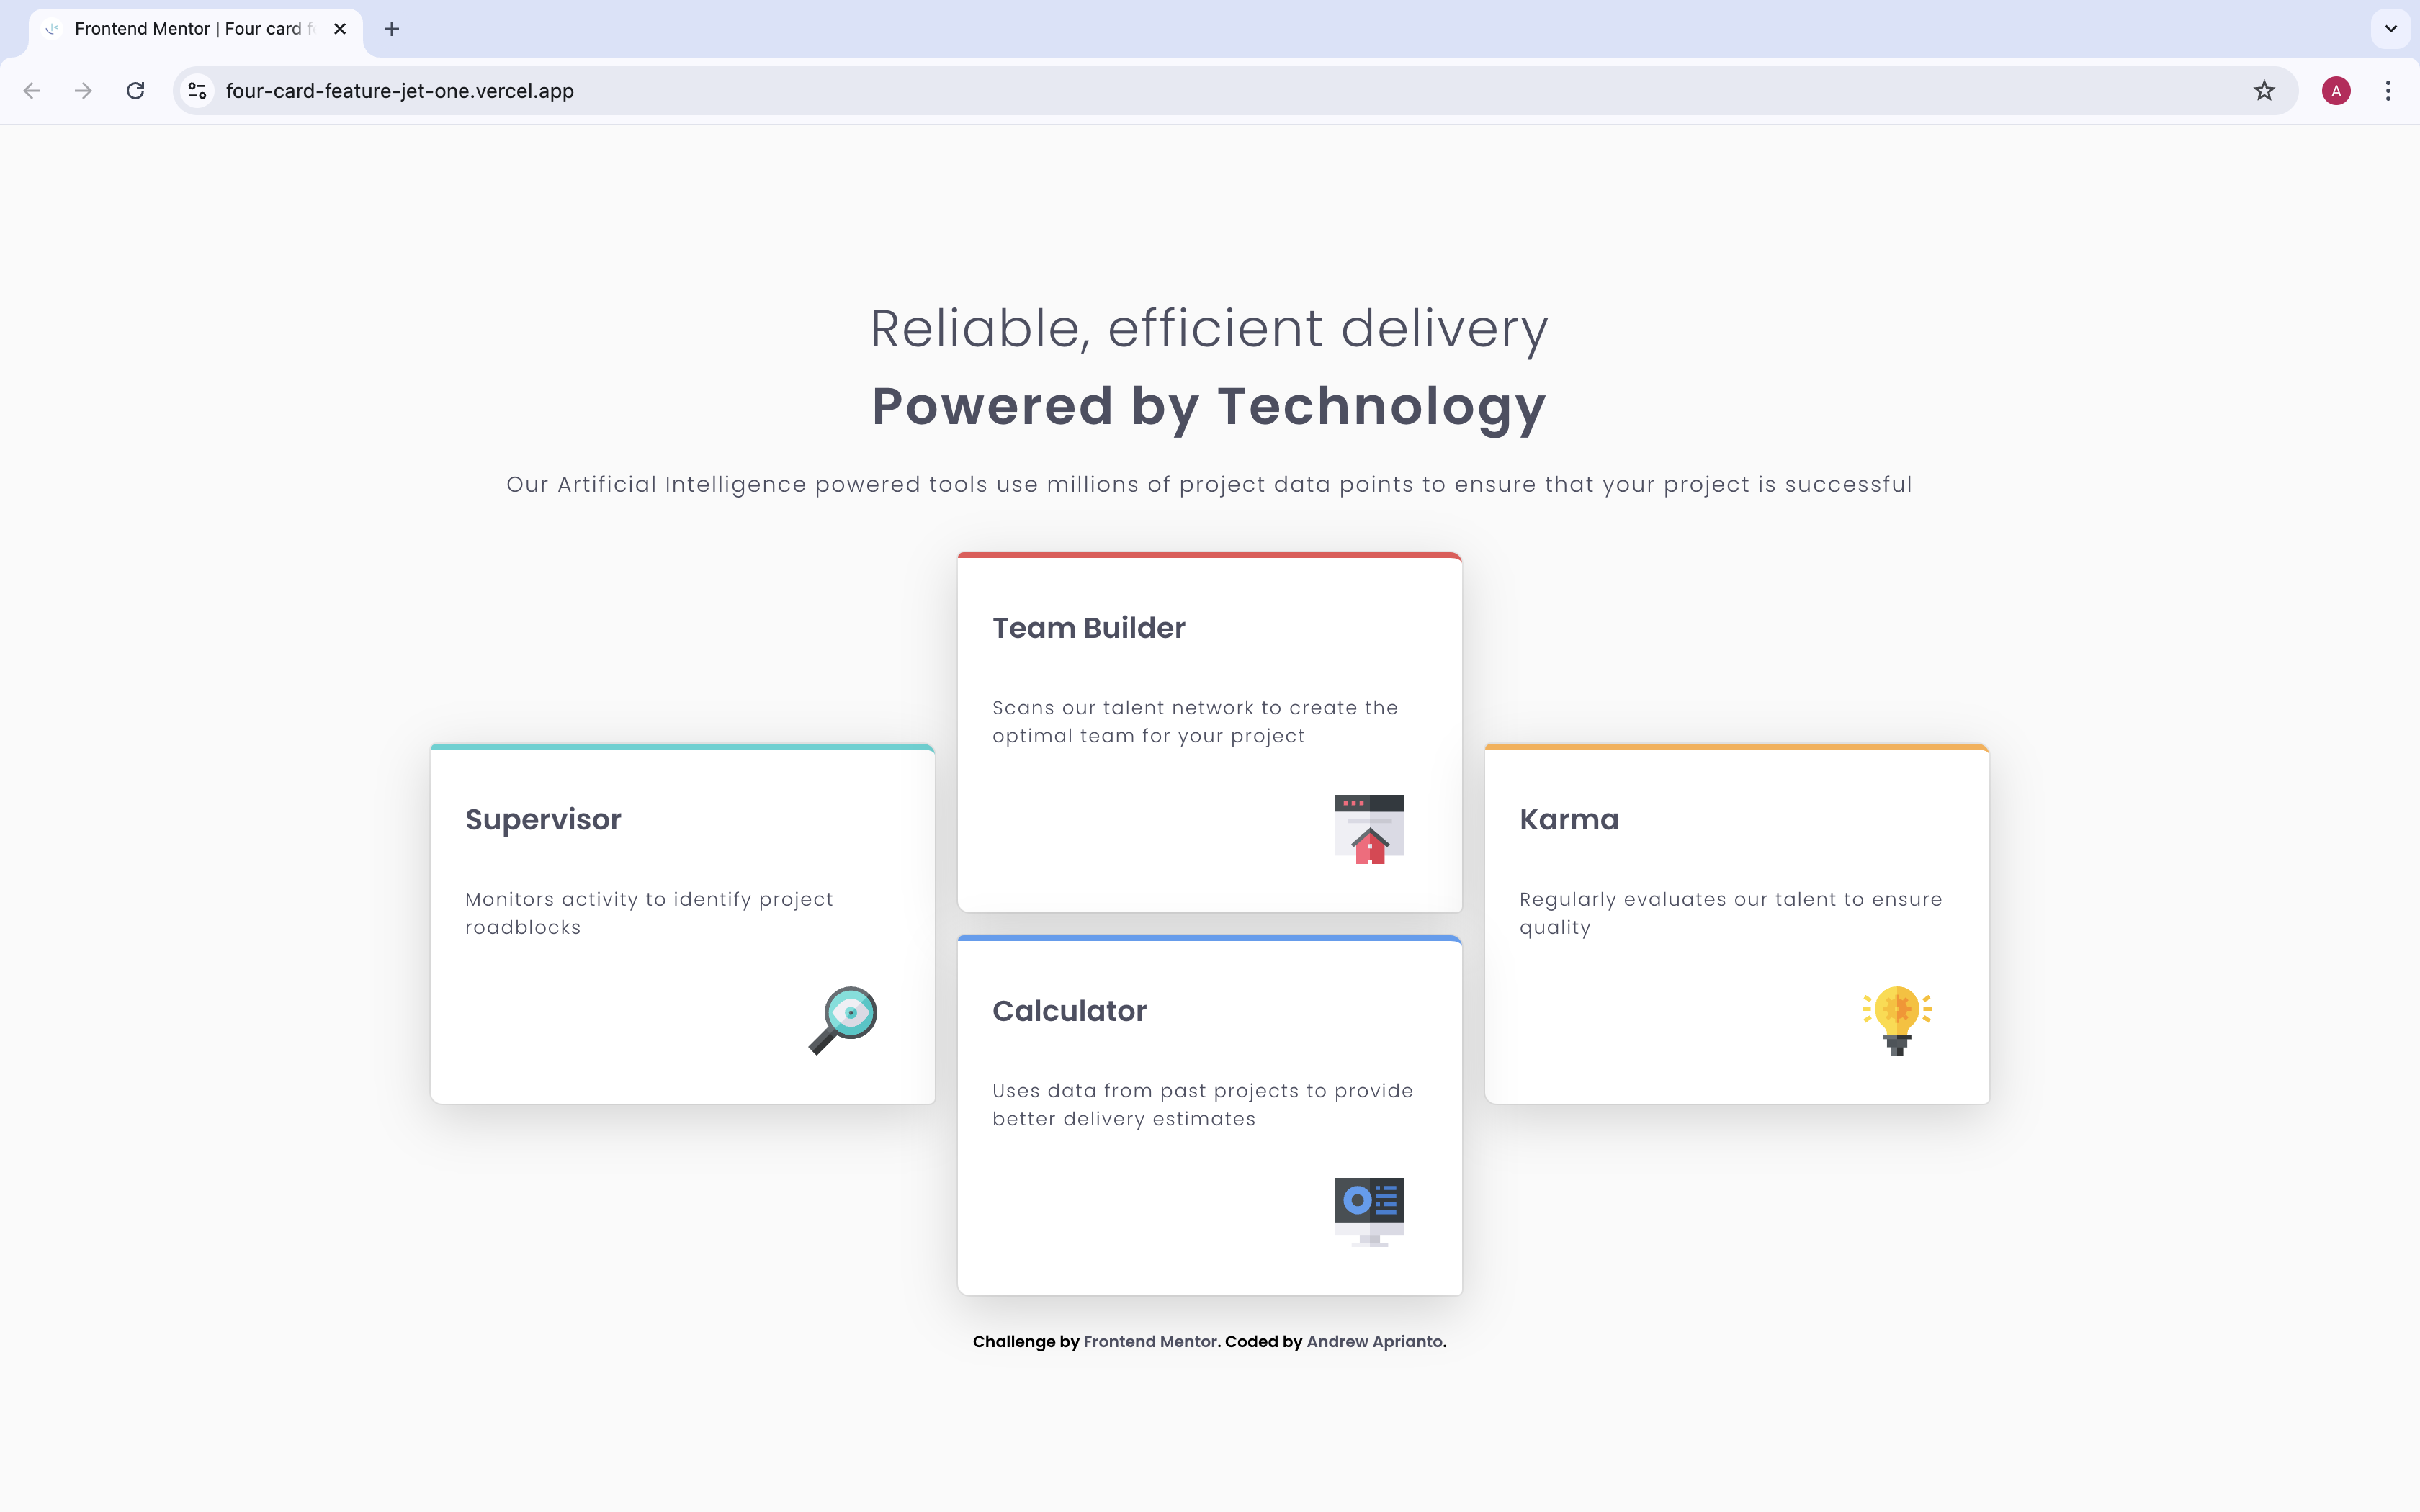 Frontend Mentor | Four card
four-card-feature-jet-one.vercel.app
A
Reliable, efficient delivery
Powered by Technology
Our Artificial Intelligence powered tools use millions of project data points to ensure that your project is successful
Team Builder
Scans our talent network to create the
optimal team for your project
Supervisor
Monitors activity to identify project
roadblocks
Karma
Regularly evaluates our talent to ensure
quality
Calculator
Uses data from past projects to provide
better delivery estimates
Challenge by Frontend Mentor. Coded by Andrew Aprianto.